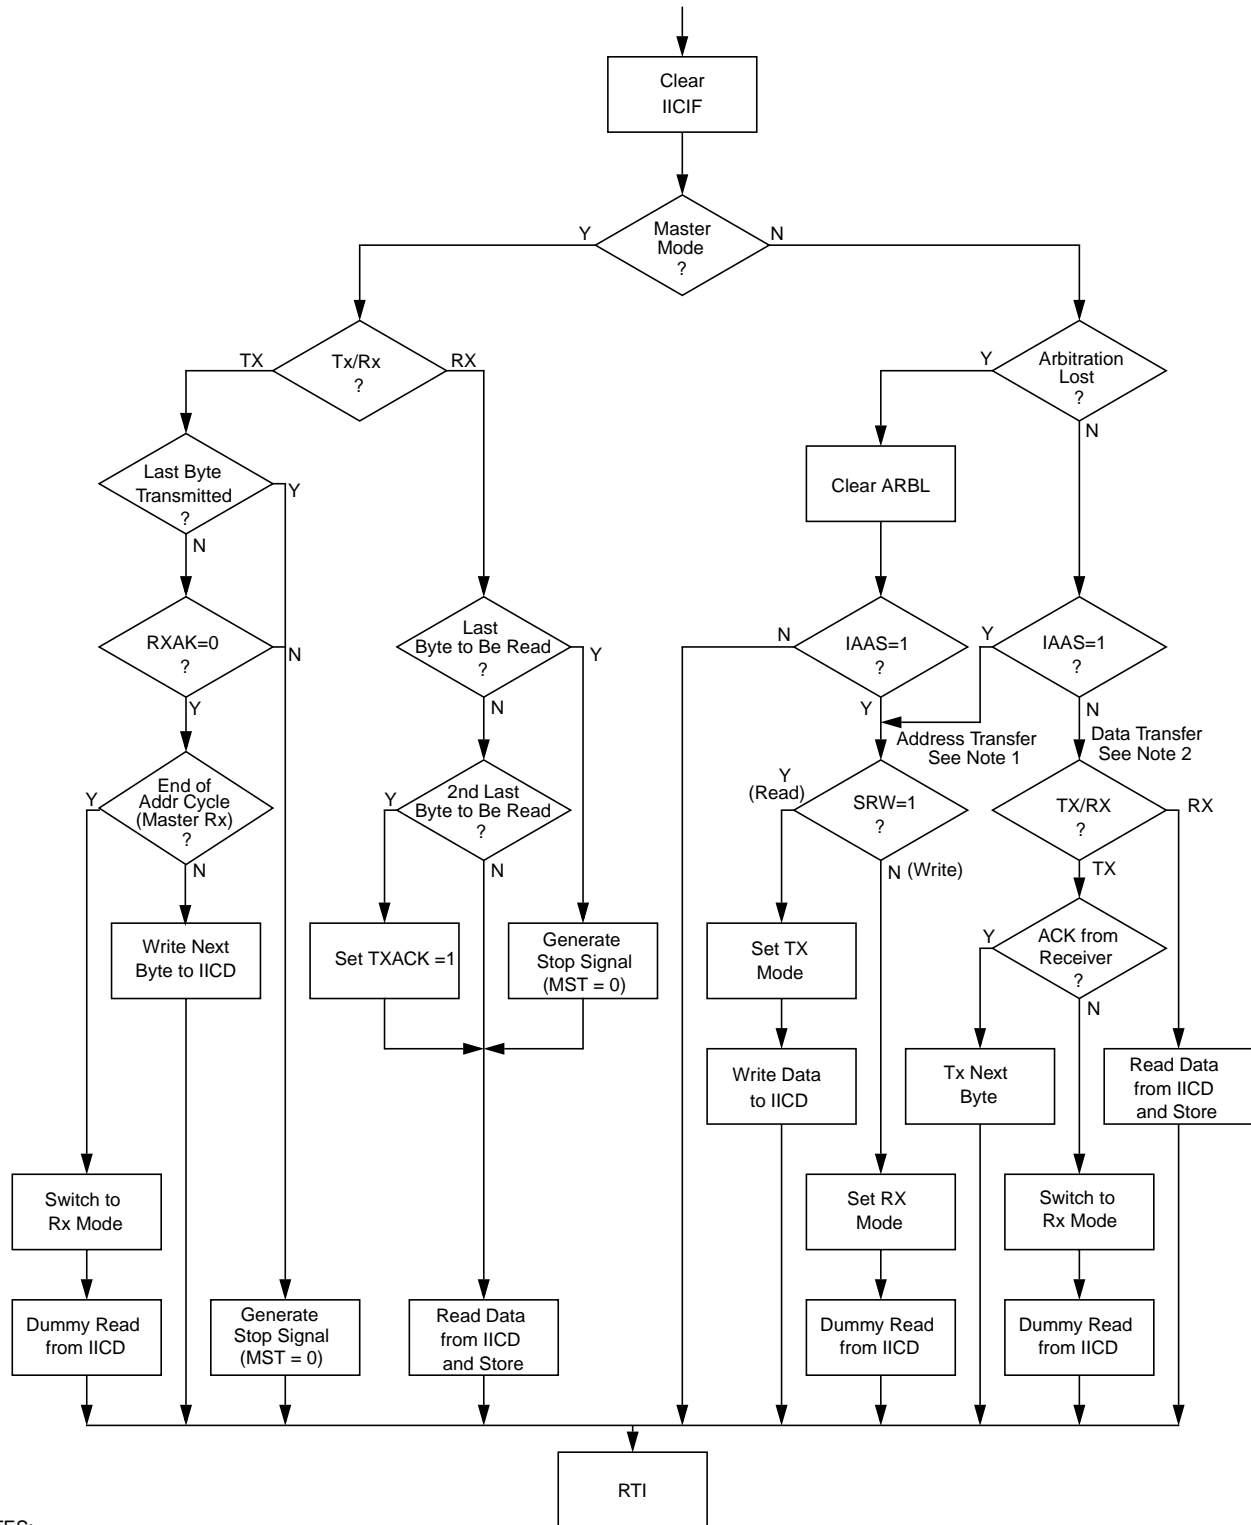 Clear
IICIF
Master
Mode
?
Y
N
Tx/Rx
?
TX
RX
Arbitration
Lost
?
Y
N
Last Byte
Transmitted
?
Y
N
Clear ARBL
RXAK=0
?
N
Y
Last
Byte to Be Read
?
Y
N
IAAS=1
?
N
Y
IAAS=1
?
Y
N
Address Transfer
See Note 1
Data Transfer
See Note 2
End of
Addr Cycle
(Master Rx)
?
Y
N
2nd Last
Byte to Be Read
?
Y
N
Y
(Read)
SRW=1
?
N (Write)
TX/RX
?
RX
TX
Write Next
Byte to IICD
Set TXACK =1
Generate
Stop Signal
(MST = 0)
Set TX
Mode
Y
ACK from
Receiver
?
N
Write Data
to IICD
Tx Next
Byte
Read Data
from IICD
and Store
Switch to
Rx Mode
Set RX
Mode
Switch to
Rx Mode
Dummy Read
from IICD
Generate
Stop Signal
(MST = 0)
Read Data
from IICD
and Store
Dummy Read
from IICD
Dummy Read
from IICD
RTI